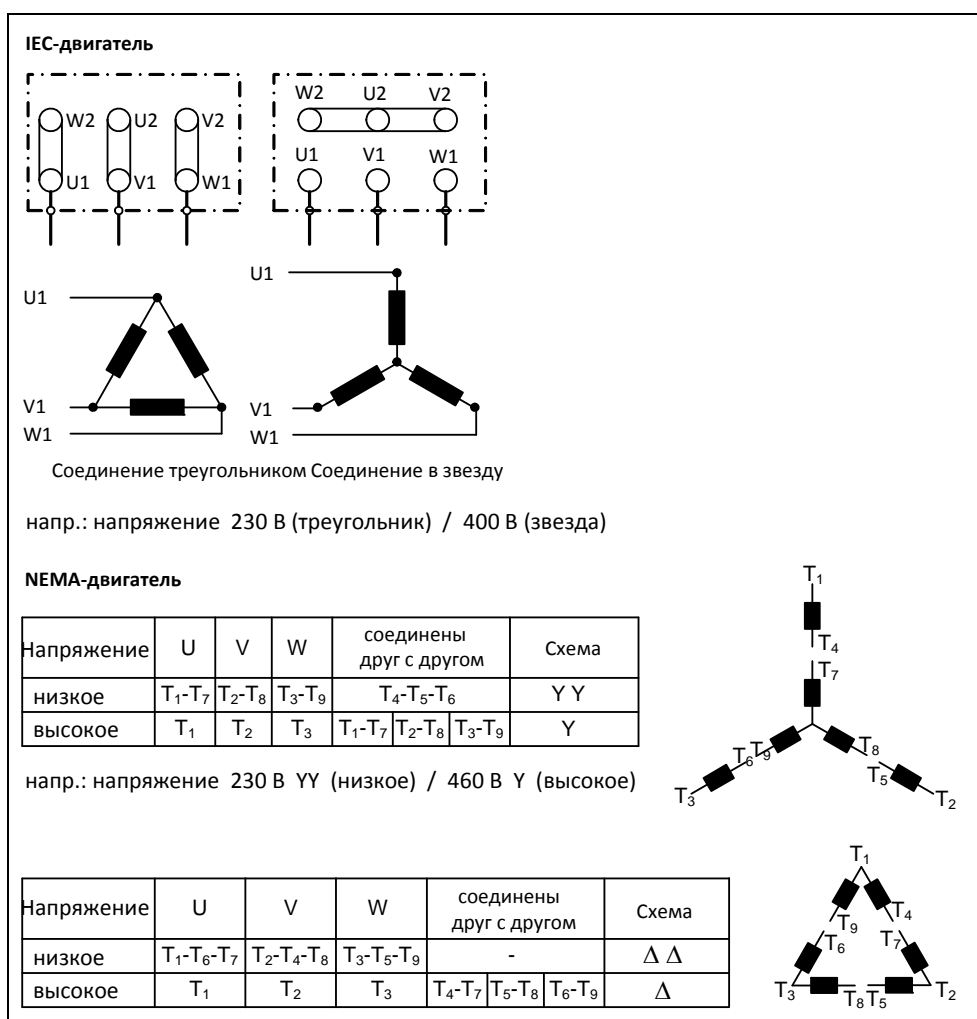 IEC-двигатель
W2 U2 V2
U1 V1 W1
W2 U2 V2
U1 V1 W1
U1
V1
W1
U1
V1
W1
Соединение треугольником Соединение в звезду
напр.: напряжение 230 В (треугольник) / 400 В (звезда)
NEMA-двигатель
Напряжение U V W соединены друг с другом Схема
низкое T₁-T₇ T₂-T₈ T₃-T₉ T₄-T₅-T₆ Y Y
высокое T₁ T₂ T₃ T₁-T₇ T₂-T₈ T₃-T₉ Y
T₁
T₄
T₇
T₆ T₉ T₈
T₅
T₃ T₂
напр.: напряжение 230 В YY (низкое) / 460 В Y (высокое)
Напряжение U V W соединены друг с другом Схема
низкое T₁-T₆-T₇ T₂-T₄-T₈ T₃-T₅-T₉ - Δ Δ
высокое T₁ T₂ T₃ T₄-T₇ T₅-T₈ T₆-T₉ Δ
T₁
T₉ T₄
T₆ T₇
T₃ T₈ T₅ T₂